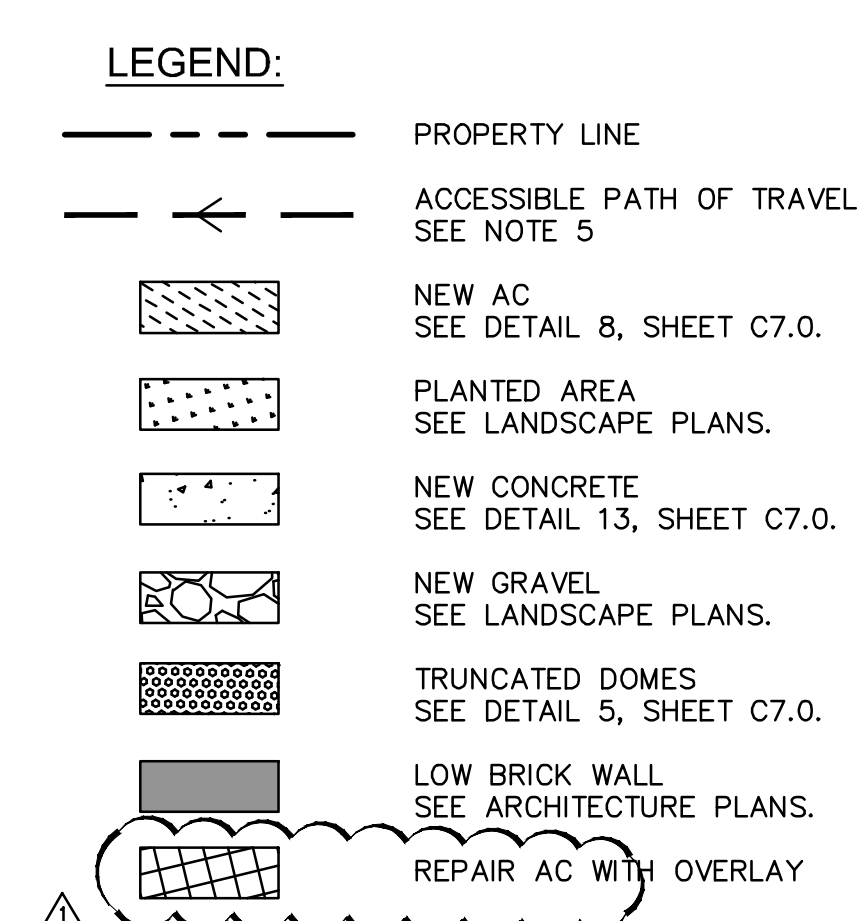 LEGEND:
PROPERTY LINE
ACCESSIBLE PATH OF TRAVEL
SEE NOTE 5
NEW AC
SEE DETAIL 8, SHEET C7.0.
PLANTED AREA
SEE LANDSCAPE PLANS.
NEW CONCRETE
SEE DETAIL 13, SHEET C7.0.
NEW GRAVEL
SEE LANDSCAPE PLANS.
TRUNCATED DOMES
SEE DETAIL 5, SHEET C7.0.
LOW BRICK WALL
SEE ARCHITECTURE PLANS.
REPAIR AC WITH OVERLAY
1